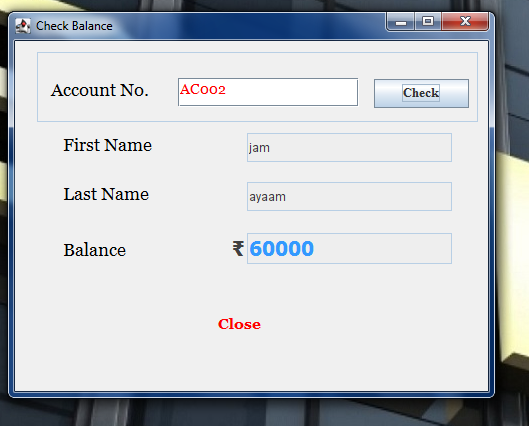 Check Balance
Account No. AC002 Check
First Name jam
Last Name ayaam
Balance ₹ 60000
Close